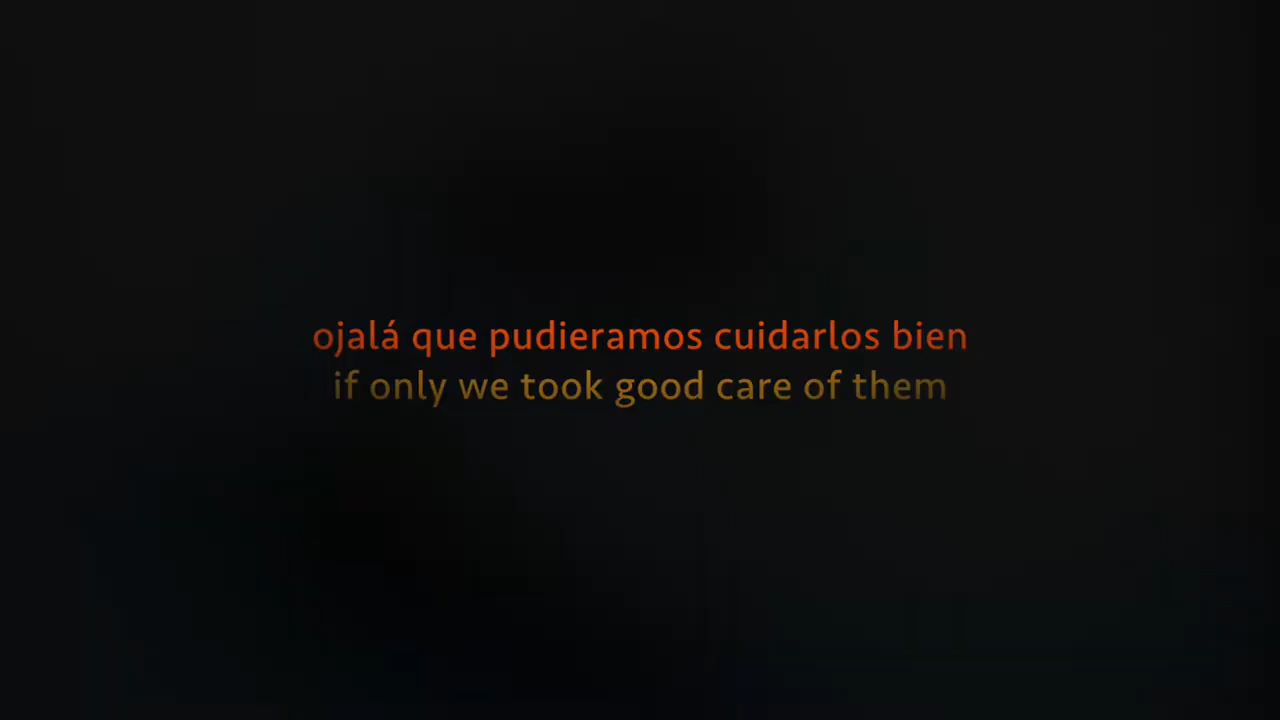 ojalá que pudieramos cuidarlos bien
if only we took good care of them